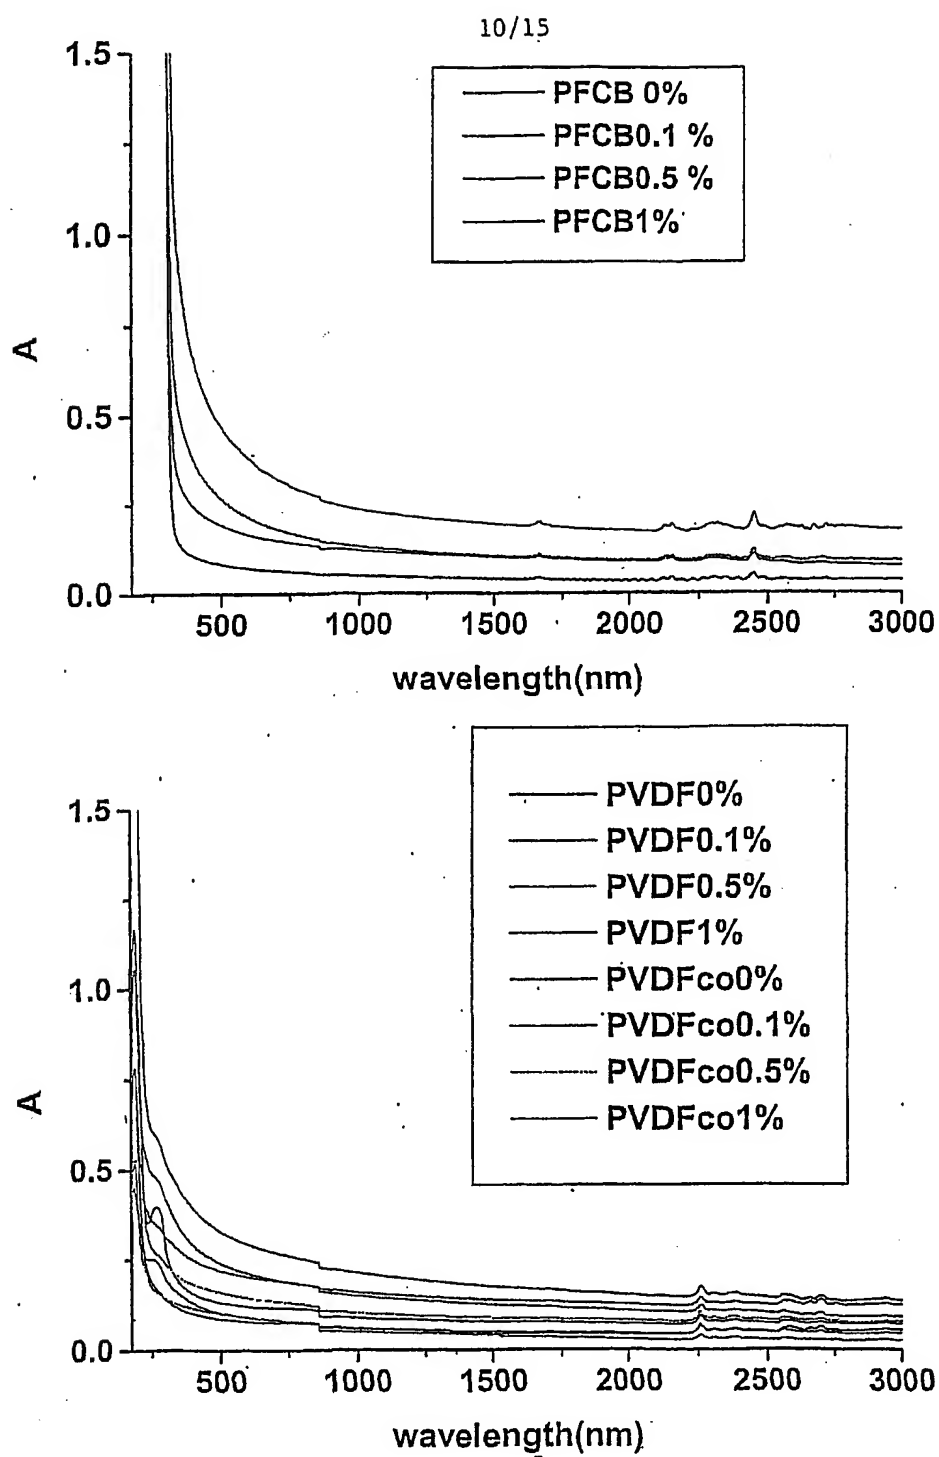 10/15
1.5
1.0
0.5
0.0
A
PFCB 0%
PFCB0.1 %
PFCB0.5 %
PFCB1%
500 1000 1500 2000 2500 3000
wavelength(nm)
1.5
1.0
0.5
0.0
A
PVDF0%
PVDF0.1%
PVDF0.5%
PVDF1%
PVDFco0%
PVDFco0.1%
PVDFco0.5%
PVDFco1%
500 1000 1500 2000 2500 3000
wavelength(nm)